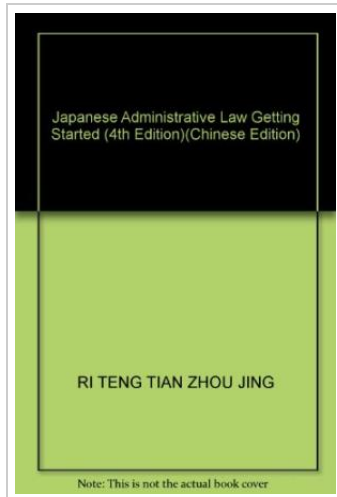 Japanese Administrative Law Getting
Started (4th Edition)(Chinese Edition)
RI TENG TIAN ZHOU JING
Note: This is not the actual book cover